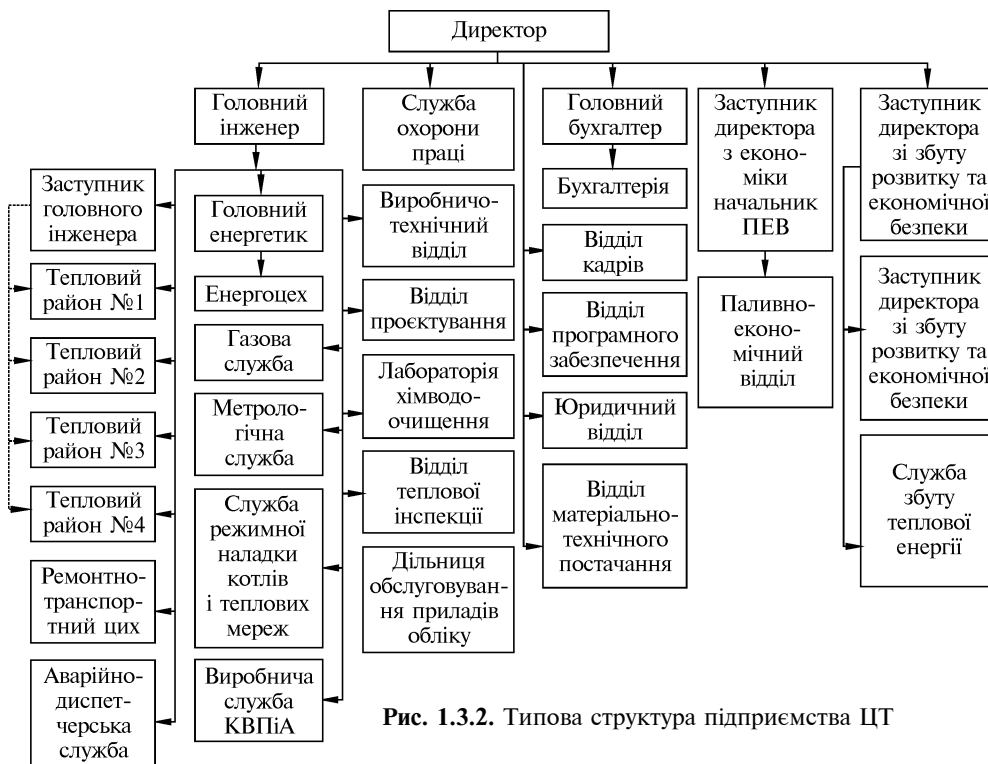 Директор
Головний
інженер
Служба
охорони
праці
Головний
бухгалтер
Заступник
директора
з еконо-
міки
начальник
ПЕВ
Заступник
директора
зі збуту
розвитку та
економічної
безпеки
Заступник
головного
інженера
Головний
енергетик
Виробничо-
технічний
відділ
Бухгалтерія
Відділ
кадрів
Тепловий
район №1
Енергоцех
Відділ
проєктування
Відділ
програмного
забезпечення
Паливно-
еконо-
мічний
відділ
Заступник
директора
зі збуту
розвитку та
економічної
безпеки
Тепловий
район №2
Газова
служба
Лабораторія
хімводо-
очищення
Юридичний
відділ
Тепловий
район №3
Метроло-
гічна
служба
Відділ
теплової
інспекції
Відділ
матеріально-
технічного
постачання
Служба
збуту
теплової
енергії
Тепловий
район №4
Служба
режимної
наладки
котлів
і теплових
мереж
Дільниця
обслуговуван-
ня приладів
обліку
Ремонтно-
транспор-
тний цих
Аварійно-
диспет-
черська
служба
Виробнича
служба
КВПіА
Рис. 1.3.2. Типова структура підприємства ЦТ